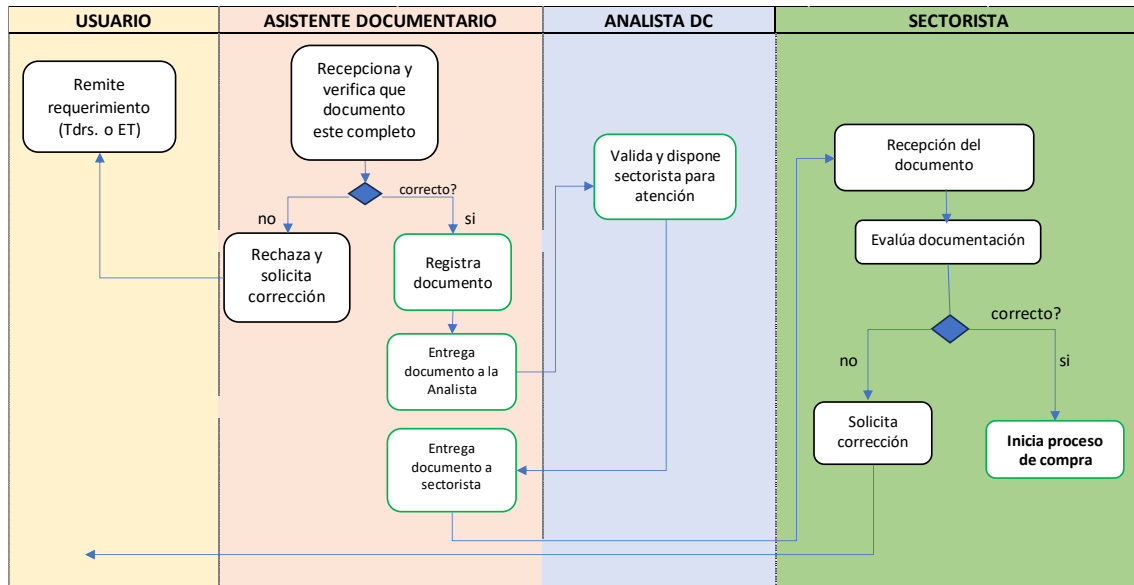 USUARIO
ASISTENTE DOCUMENTARIO
ANALISTA DC
SECTORISTA
Remite
requerimiento
(Tdrs. o ET)
Recepciona y
verifica que
documento
este completo
correcto?
no
si
Rechaza y
solicita
corrección
Registra
documento
Entrega
documento a la
Analista
Entrega
documento a
sectorista
Valida y dispone
sectorista para
atención
Recepción del
documento
Evalúa documentación
correcto?
no
si
Solicita
corrección
Inicia proceso
de compra